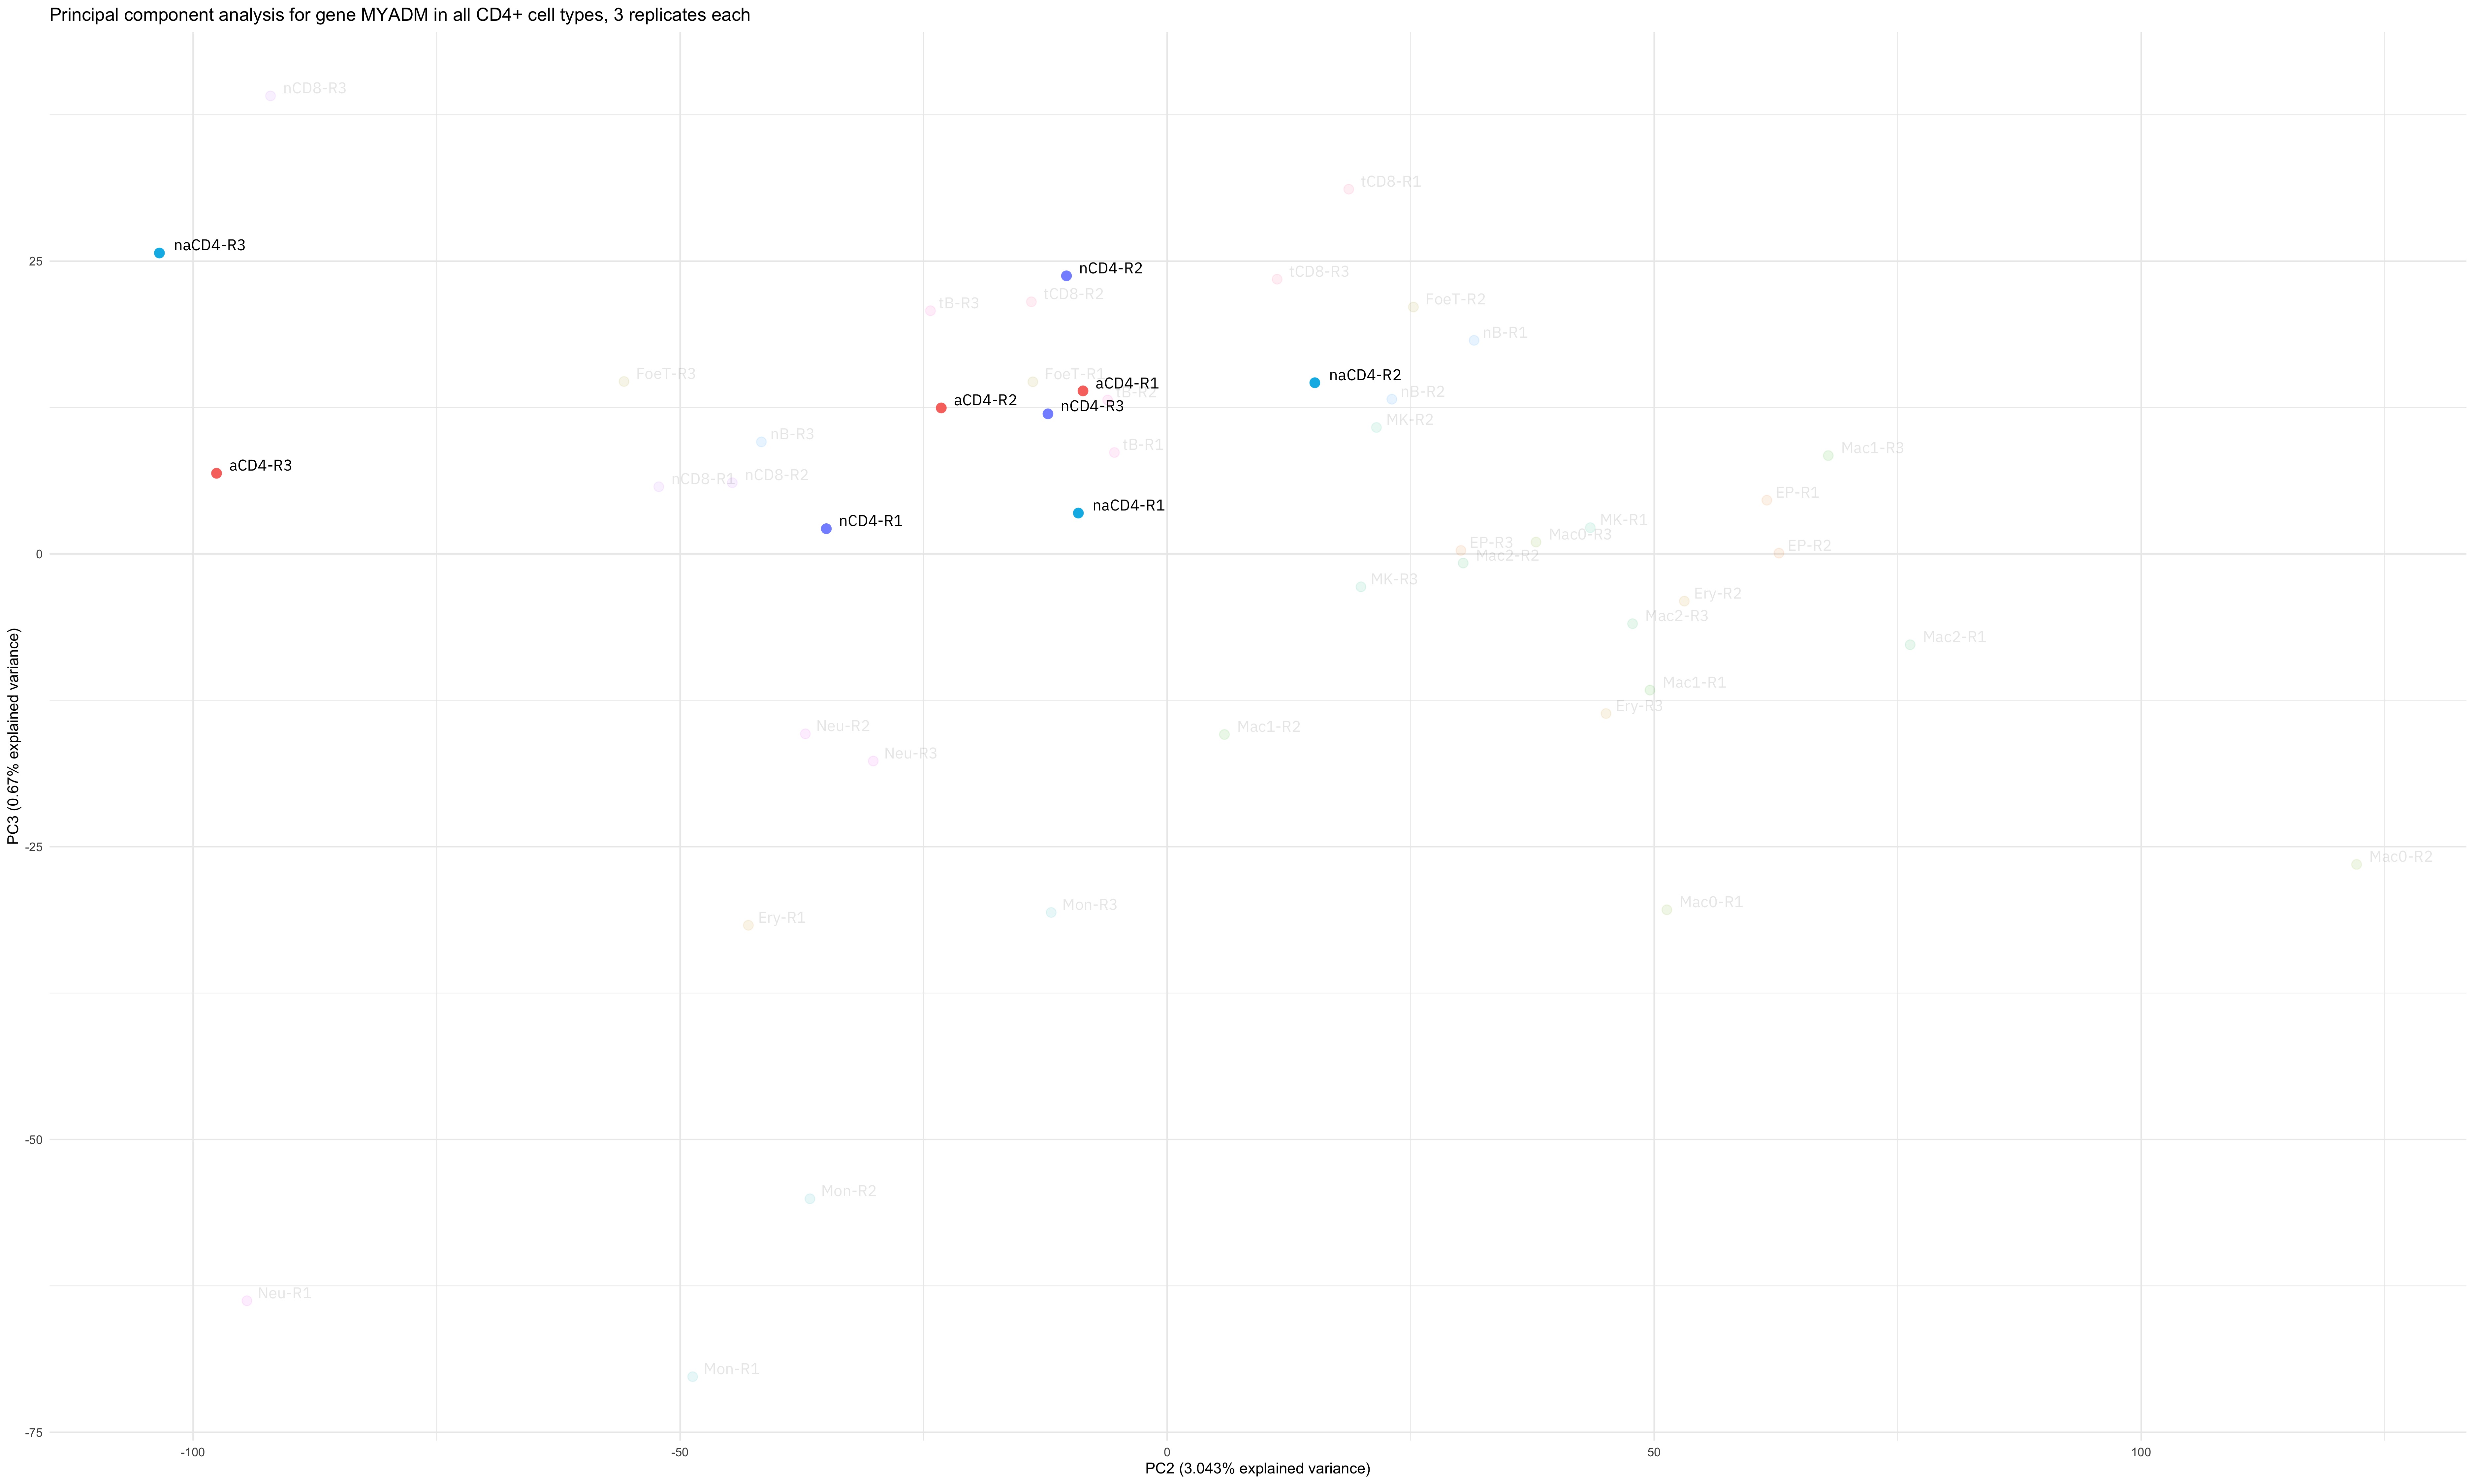 Principal component analysis for gene MYADM in all CD4+ cell types, 3 replicates each
nCD8-R3
tCD8-R1
naCD4-R3
25
nCD4-R2
tCD8-R3
tCD8-R2
FoeT-R2
tB-R3
nB-R1
FoeT-R3
FoeT-R1
naCD4-R2
aCD4-R1
tB-R2
nB-R2
aCD4-R2
nCD4-R3
MK-R2
nB-R3
tB-R1
Mac1-R3
aCD4-R3
nCD8-R1
nCD8-R2
EP-R1
naCD4-R1
nCD4-R1
MK-R1
Mac0-R3
0
EP-R3
EP-R2
Mac2-R2
MK-R3
Ery-R2
Mac2-R3
Mac2-R1
Mac1-R1
Ery-R3
Neu-R2
Mac1-R2
Neu-R3
PC3 (0.67% explained variance)
-25
Mac0-R2
Mac0-R1
Mon-R3
Ery-R1
-50
Mon-R2
Neu-R1
Mon-R1
-75
-100
-50
0
50
100
PC2 (3.043% explained variance)